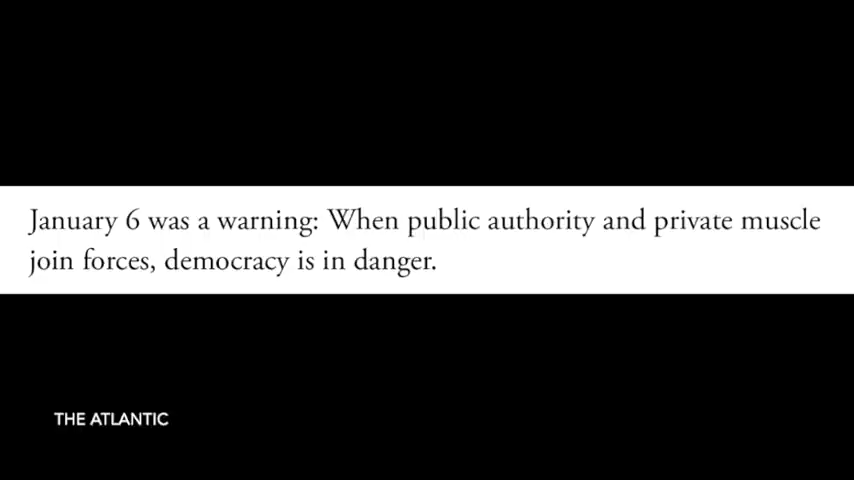 January 6 was a warning: When public authority and private muscle
join forces, democracy is in danger.
THE ATLANTIC